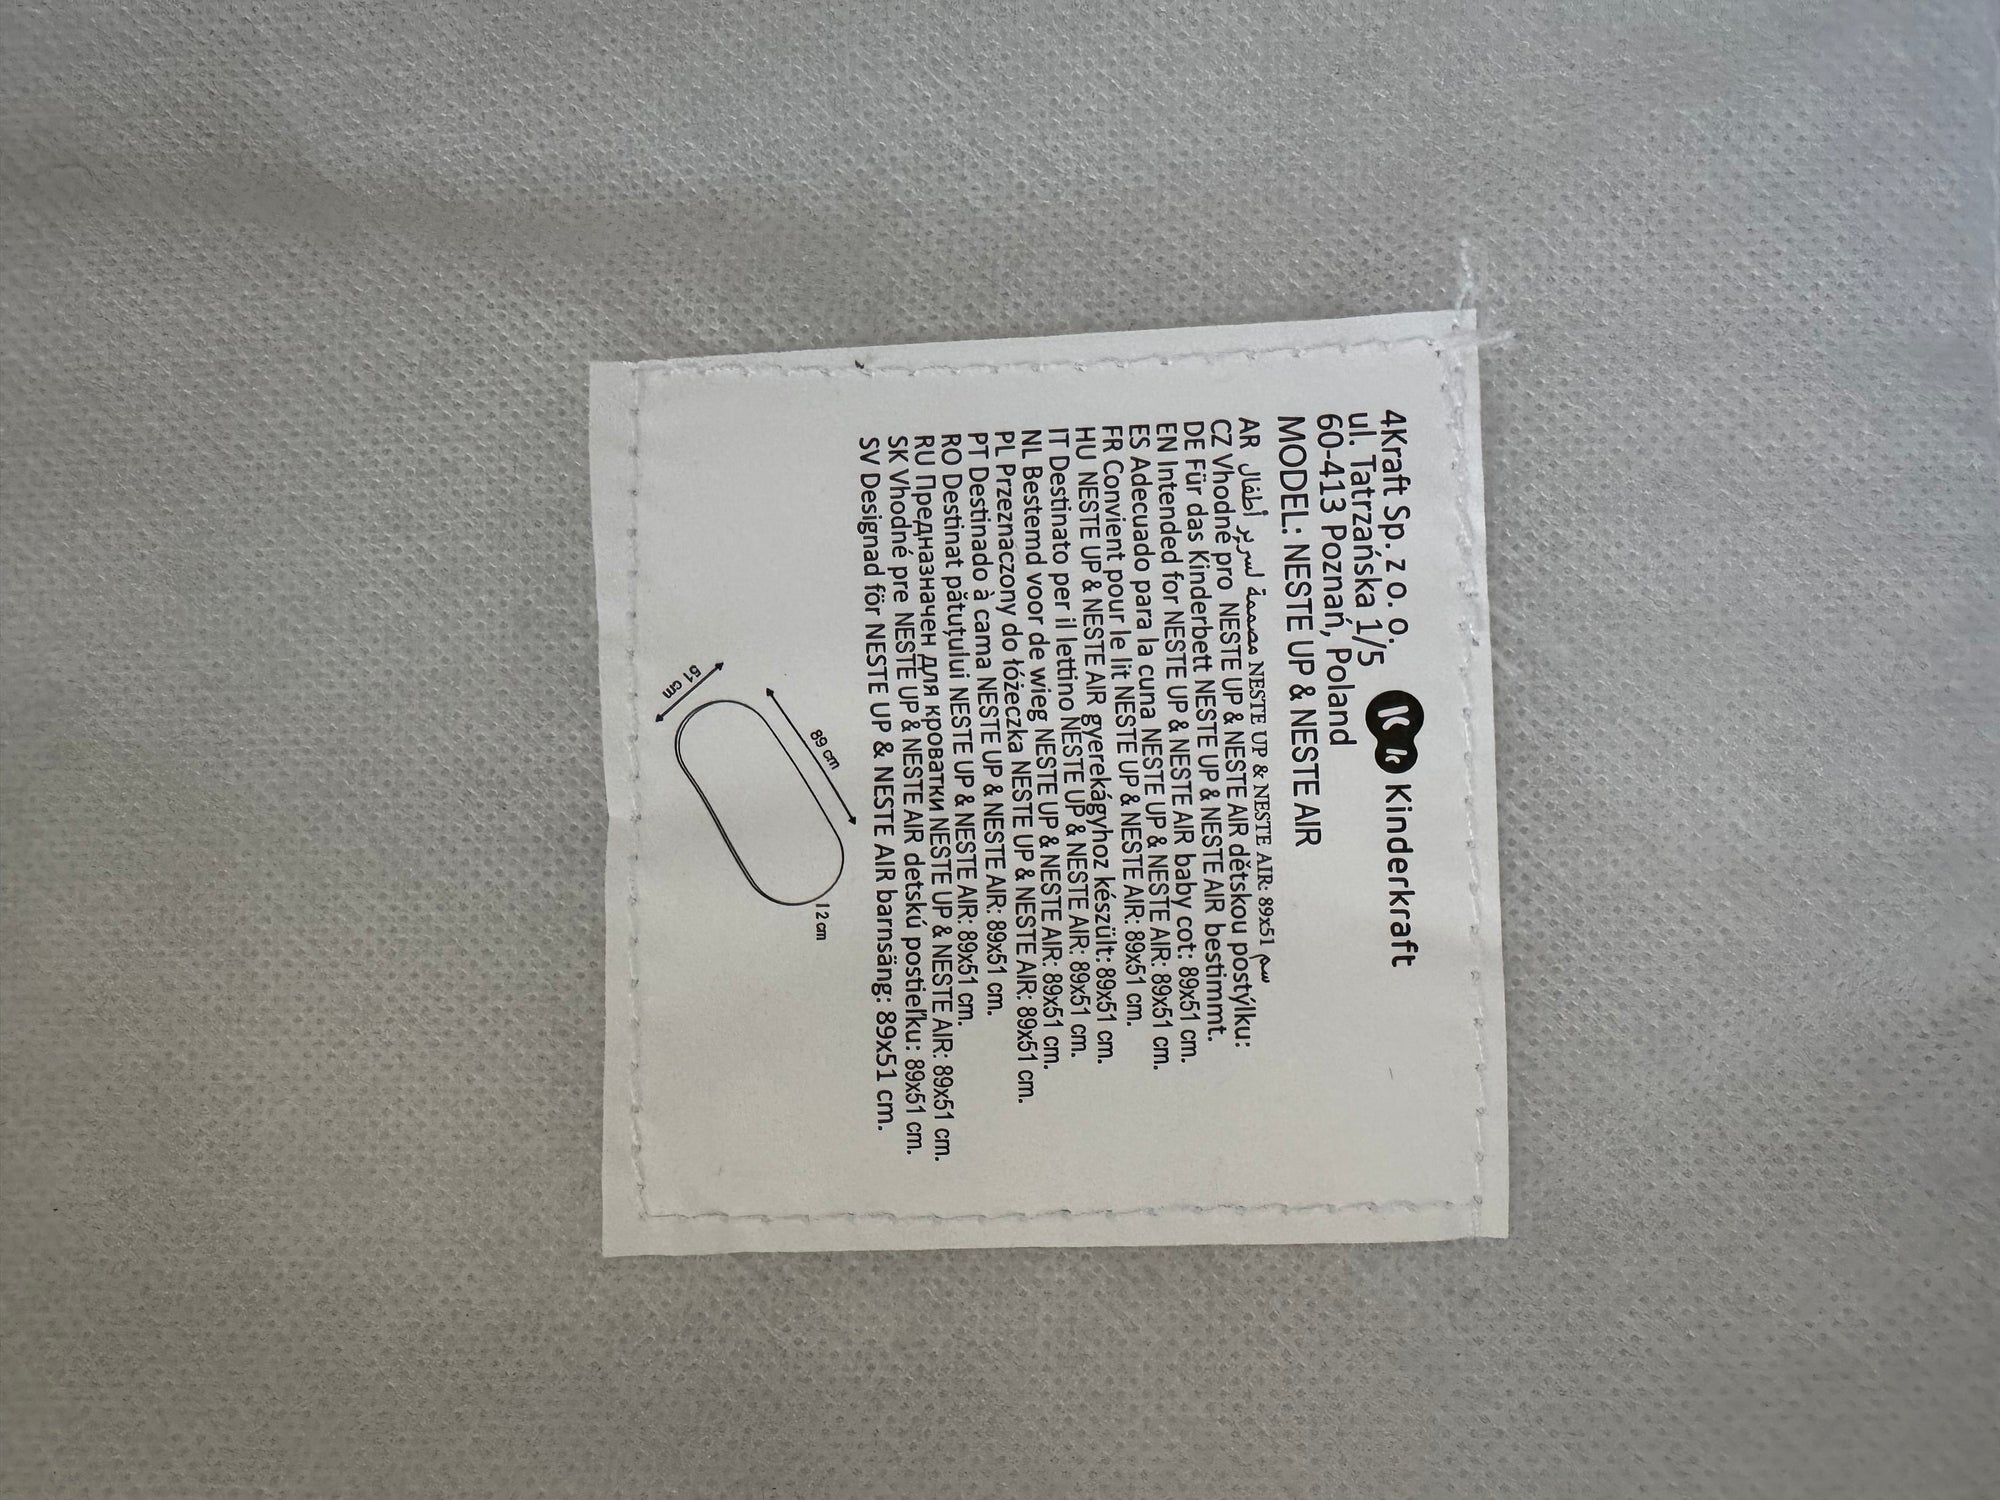 4Kraft Sp. z o. o.
ul. Tatrzańska 1/5
60-413 Poznań, Poland
Kinderkraft
MODEL: NESTE UP & NESTE AIR
AR مصممة لسرير أطفال NESTE UP & NESTE AIR: 89x51 سم
CZ Vhodné pro NESTE UP & NESTE AIR dětskou postýlku:
DE Für das Kinderbett NESTE UP & NESTE AIR bestimmt.
EN Intended for NESTE UP & NESTE AIR baby cot: 89x51 cm.
ES Adecuado para la cuna NESTE UP & NESTE AIR: 89x51 cm.
FR Convient pour le lit NESTE UP & NESTE AIR: 89x51 cm.
HU NESTE UP & NESTE AIR gyerekágyhoz készült: 89x51 cm.
IT Destinato per il lettino NESTE UP & NESTE AIR: 89x51 cm.
NL Bestemd voor de wieg NESTE UP & NESTE AIR: 89x51 cm.
PL Przeznaczony do łóżeczka NESTE UP & NESTE AIR: 89x51 cm.
PT Destinado à cama NESTE UP & NESTE AIR: 89x51 cm.
RO Destinat pătuțului NESTE UP & NESTE AIR: 89x51 cm.
RU Предназначен для кроватки NESTE UP & NESTE AIR: 89x51 cm.
SK Vhodné pre NESTE UP & NESTE AIR detskú postieľku: 89x51 cm.
SV Designad för NESTE UP & NESTE AIR barnsäng: 89x51 cm.
89 cm
51 cm
2 cm